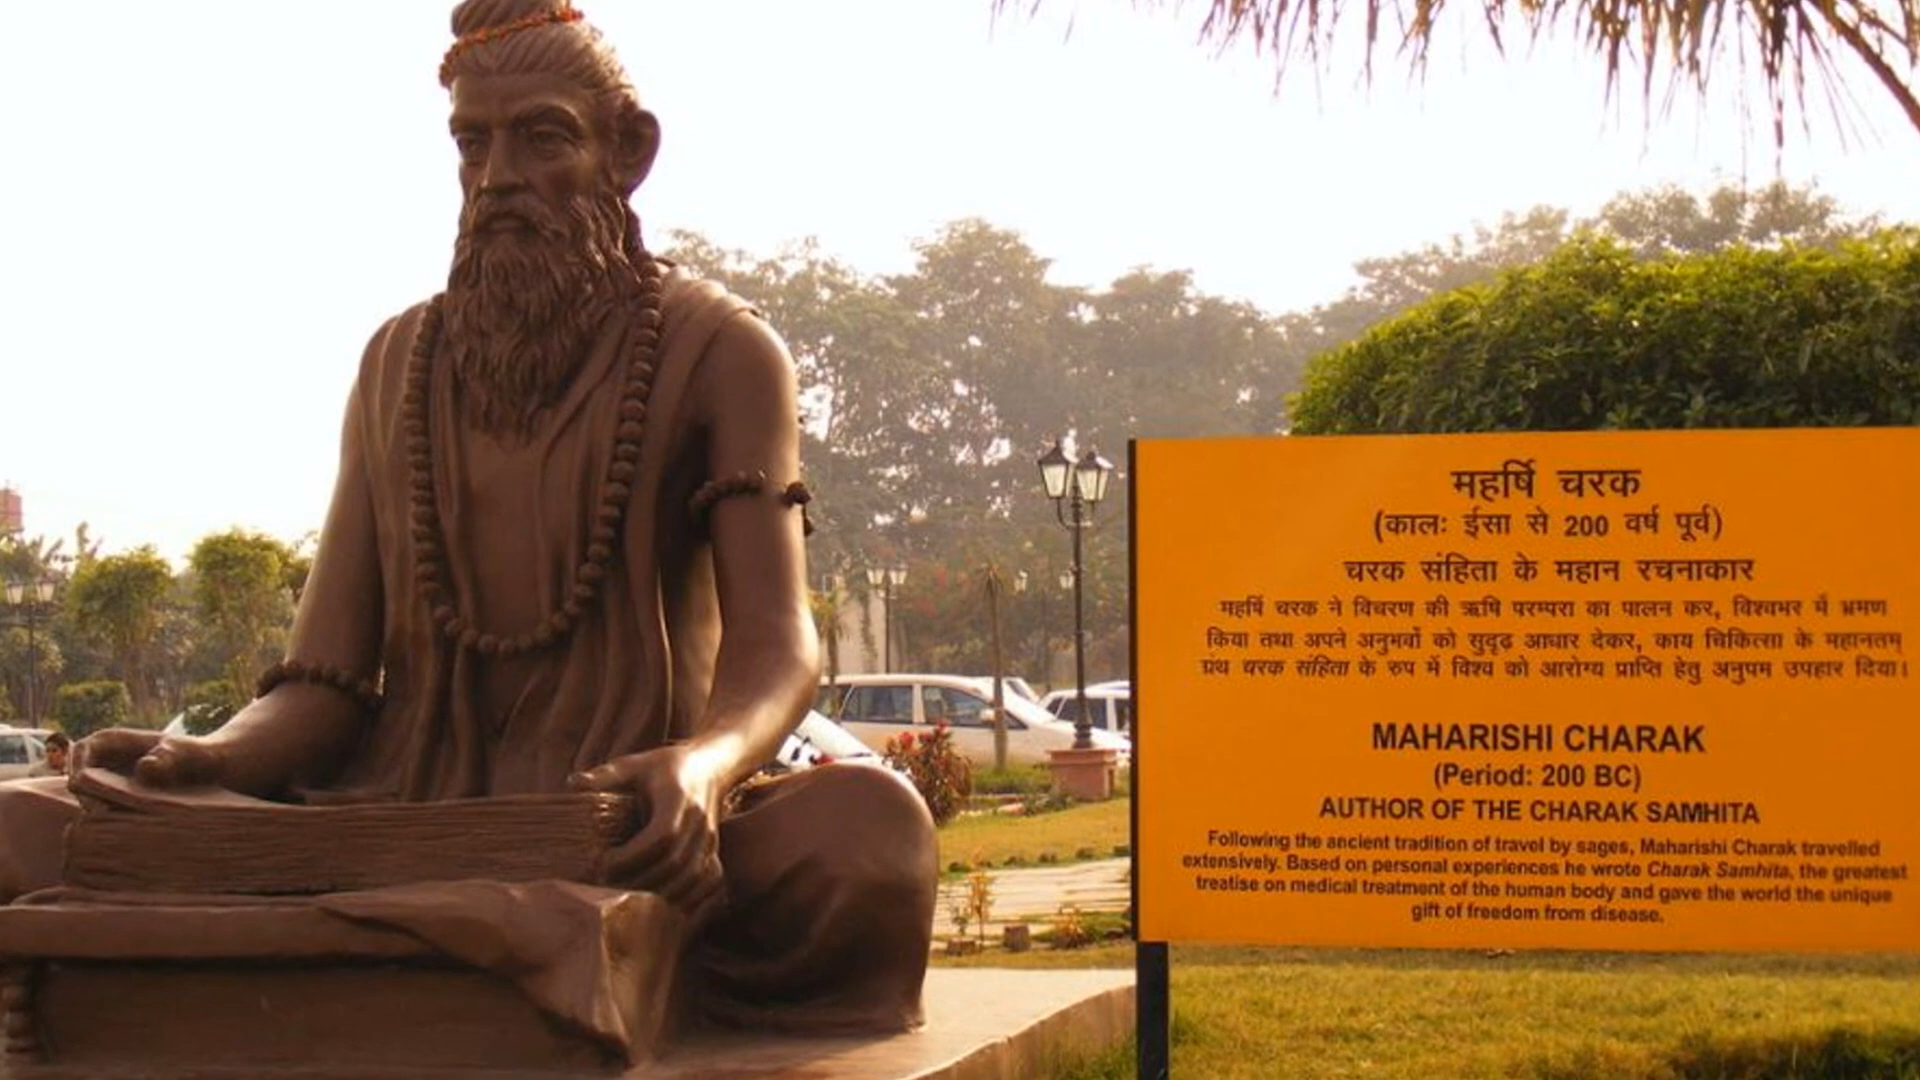 महर्षि चरक
(कालः ईसा से 200 वर्ष पूर्व)
चरक संहिता के महान रचनाकार
महर्षि चरक ने विचरण की ऋषि परम्परा का पालन कर, विश्वभर में भ्रमण
किया तथा अपने अनुभवों को सुदृढ़ आधार देकर, काय चिकित्सा के महानतम्
ग्रंथ चरक संहिता के रुप में विश्व को आरोग्य प्राप्ति हेतु अनुपम उपहार दिया।
MAHARISHI CHARAK
(Period: 200 BC)
AUTHOR OF THE CHARAK SAMHITA
Following the ancient tradition of travel by sages, Maharishi Charak travelled
extensively. Based on personal experiences he wrote Charak Samhita, the greatest
treatise on medical treatment of the human body and gave the world the unique
gift of freedom from disease.